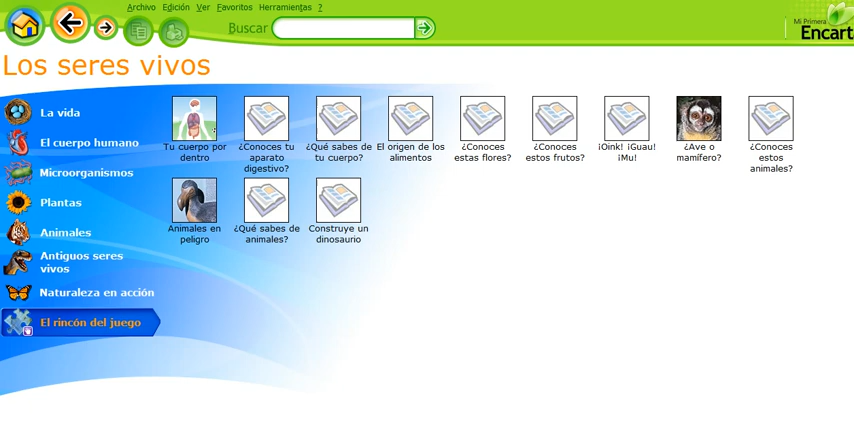 Archivo Edición Ver Favoritos Herramientas ?
Buscar
Mi Primera
Encart
Los seres vivos
La vida
El cuerpo humano
Microorganismos
Plantas
Animales
Antiguos seres
vivos
Naturaleza en acción
El rincón del juego
Tu cuerpo por
dentro
¿Conoces tu
aparato
digestivo?
¿Qué sabes de
tu cuerpo?
El origen de los
alimentos
¿Conoces
estas flores?
¿Conoces
estos frutos?
¡Oink! ¡Guau!
¡Mu!
¿Ave o
mamífero?
¿Conoces
estos
animales?
Animales en
peligro
¿Qué sabes de
animales?
Construye un
dinosaurio